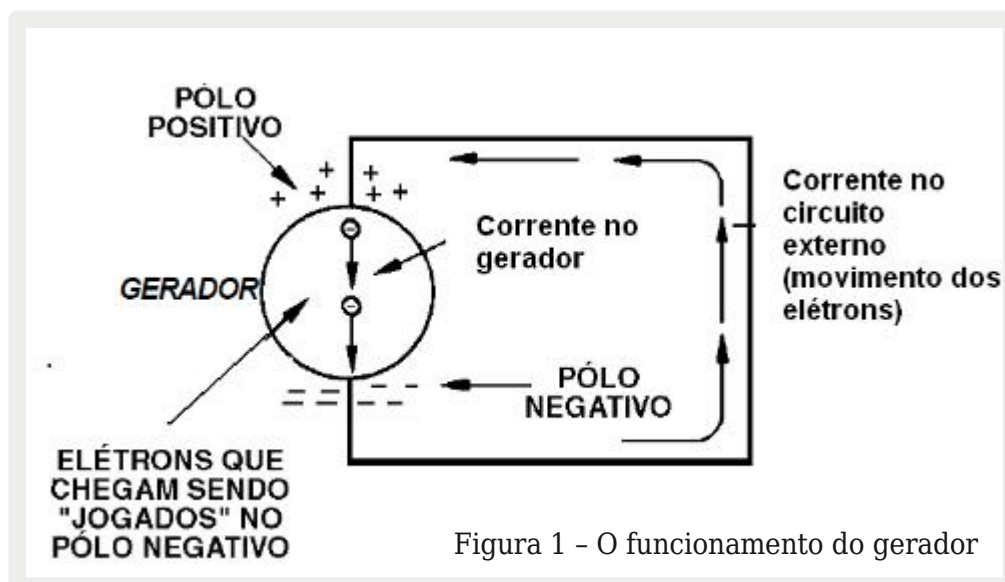 PÓLO
POSITIVO
+ + + + + +
Corrente no
gerador
GERADOR
Corrente no
circuito
externo
(movimento dos
elétrons)
PÓLO
NEGATIVO
ELÉTRONS QUE
CHEGAM SENDO
"JOGADOS" NO
PÓLO NEGATIVO
Figura 1 – O funcionamento do gerador